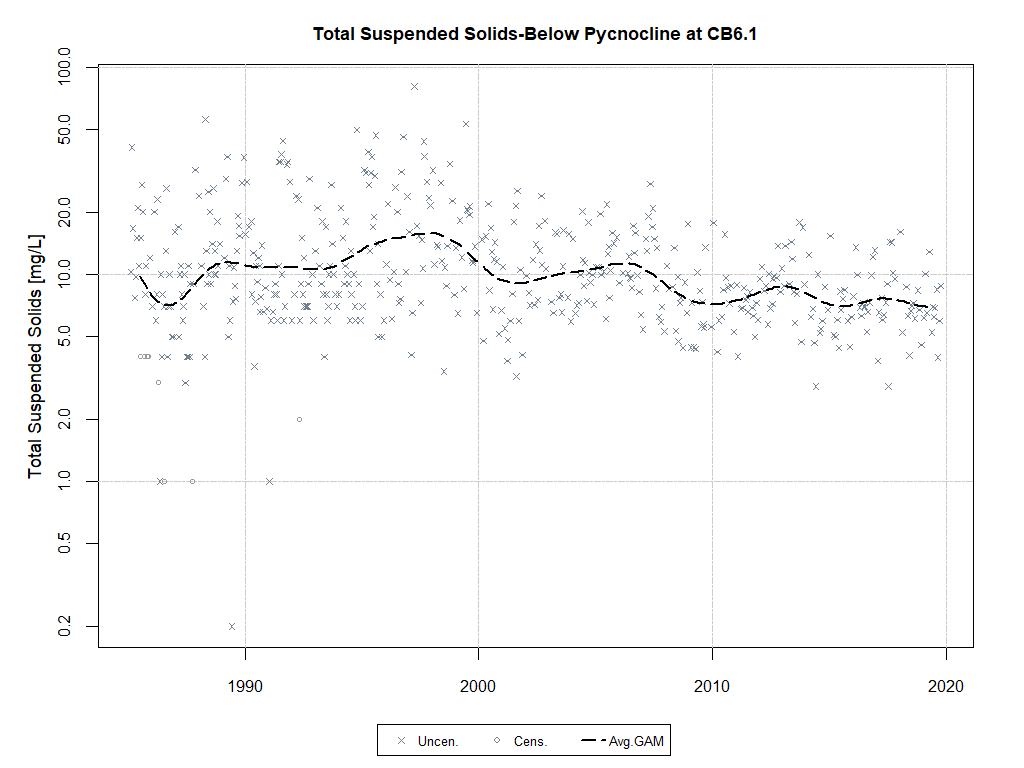 Total Suspended Solids-Below Pycnocline at CB6.1
Total Suspended Solids [mg/L]
100.0
50.0
20.0
10.0
5.0
2.0
1.0
0.5
0.2
1990
2000
2010
2020
Uncen.
Cens.
Avg.GAM